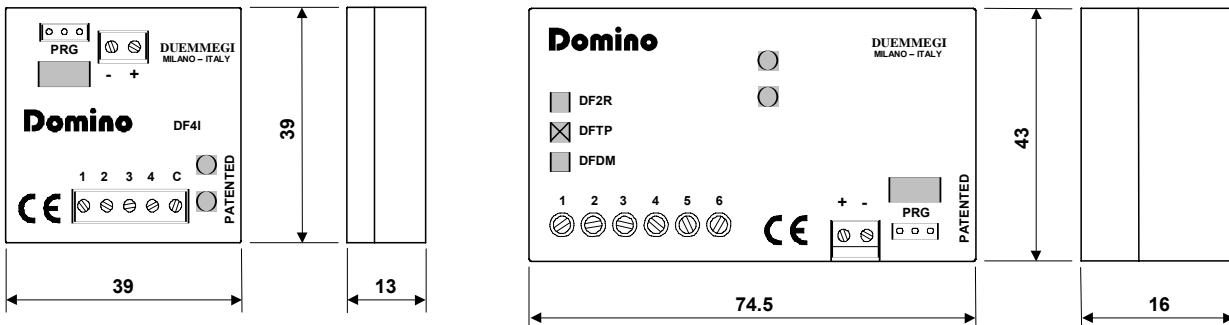 PRG
DUEMMEGI
MILANO – ITALY
- +
Domino DF4I
1 2 3 4 C
CE
PATENTED
39
39
13
Domino
DUEMMEGI
MILANO – ITALY
DF2R
DFTP
DFDM
1 2 3 4 5 6
CE
+ -
PRG
PATENTED
43
74.5
16